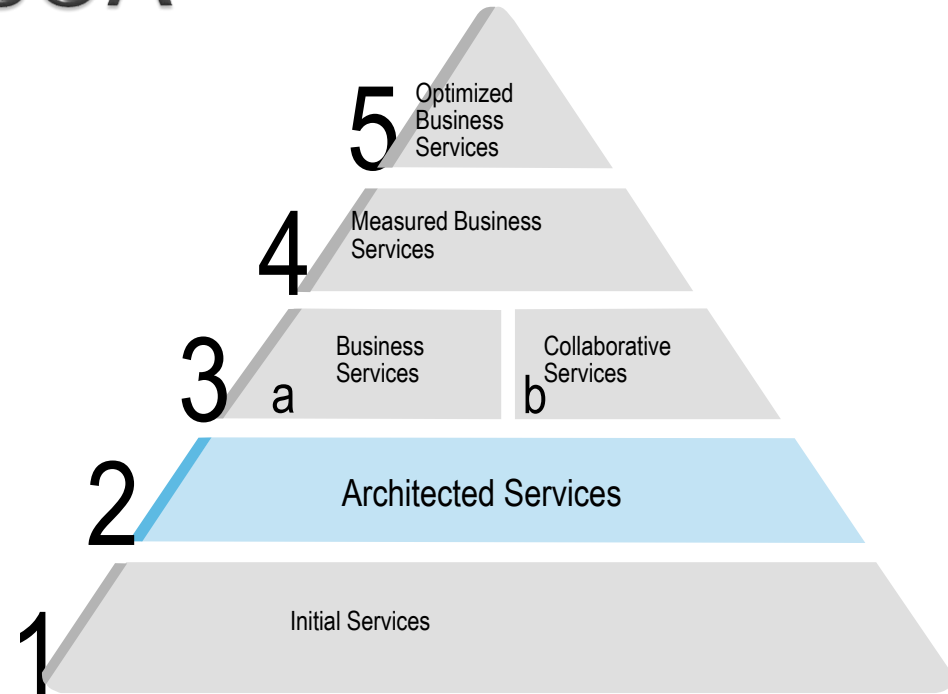 5
Optimized
Business
Services
4
Measured Business
Services
3
a
Business
Services
b
Collaborative
Services
2
Architected Services
1
Initial Services